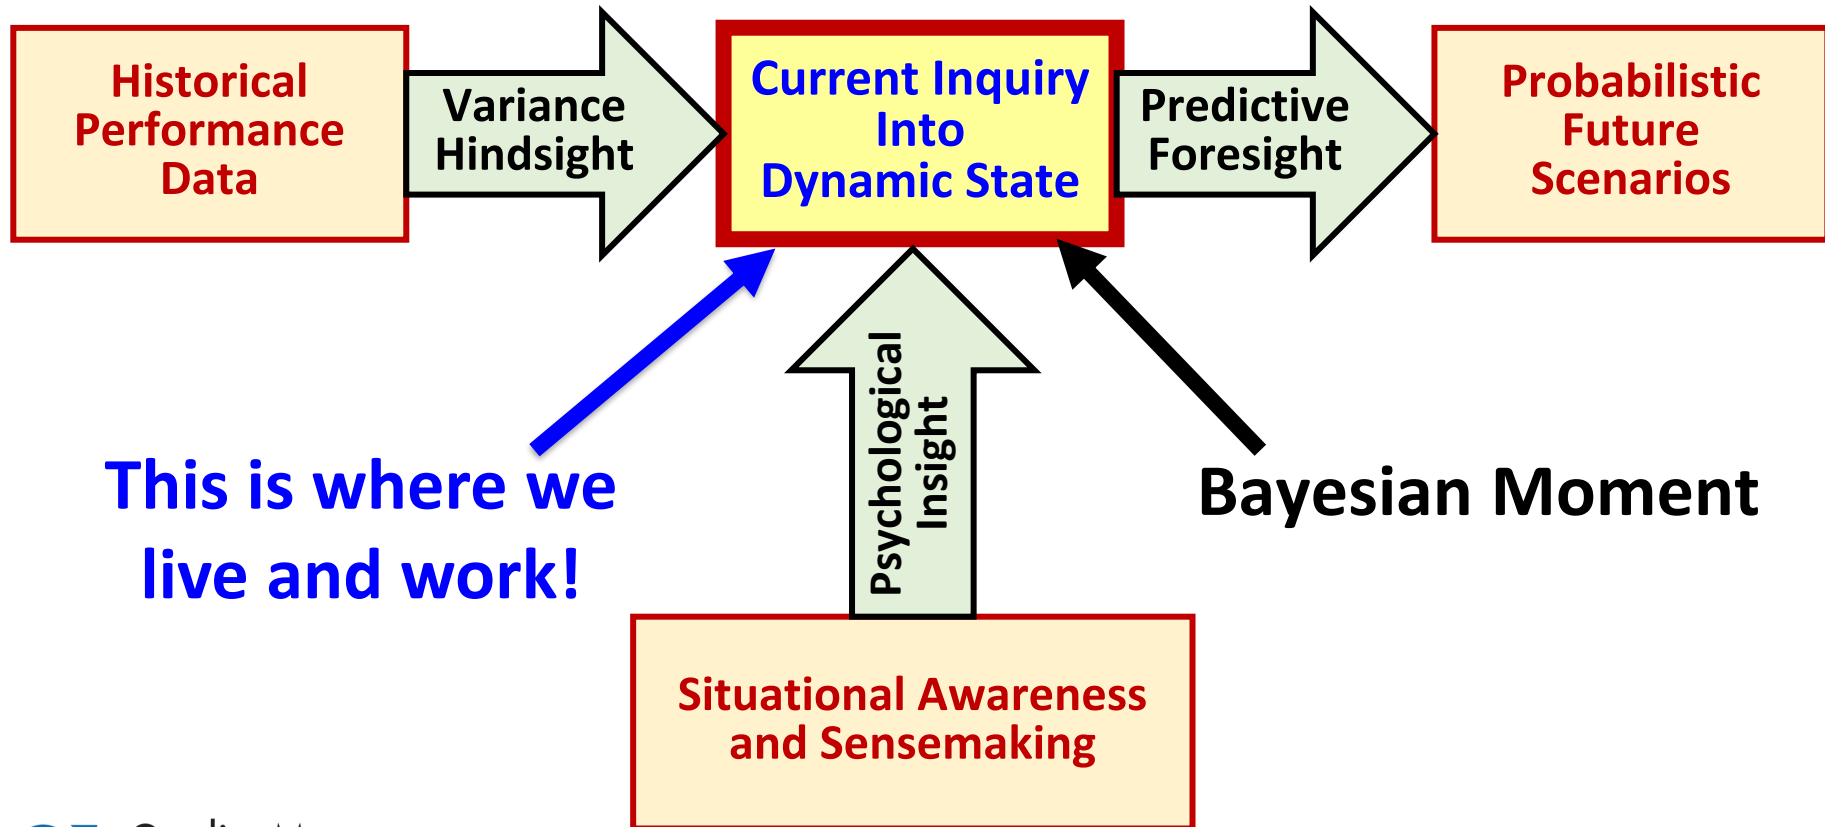 Historical
Performance
Data
Variance
Hindsight
Current Inquiry
Into
Dynamic State
Predictive
Foresight
Probabilistic
Future
Scenarios
This is where we
live and work!
Psychological
Insight
Bayesian Moment
Situational Awareness
and Sensemaking